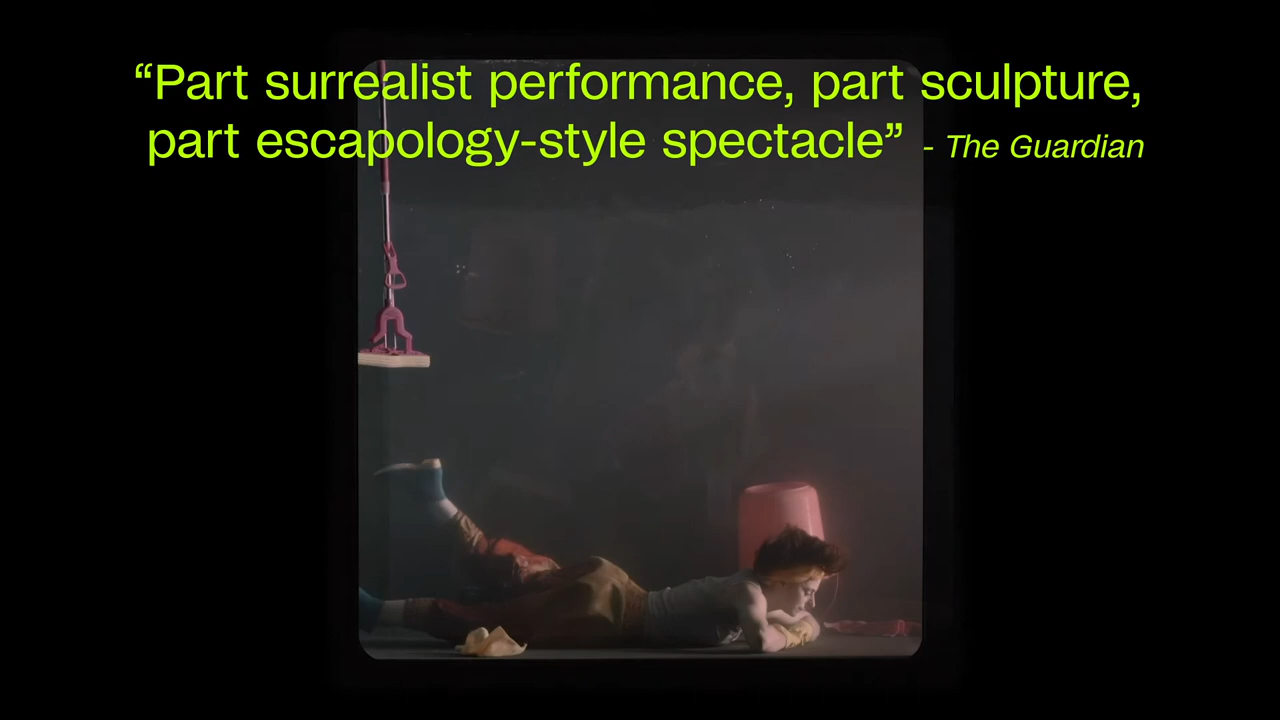 “Part surrealist performance, part sculpture,
part escapology-style spectacle” - The Guardian